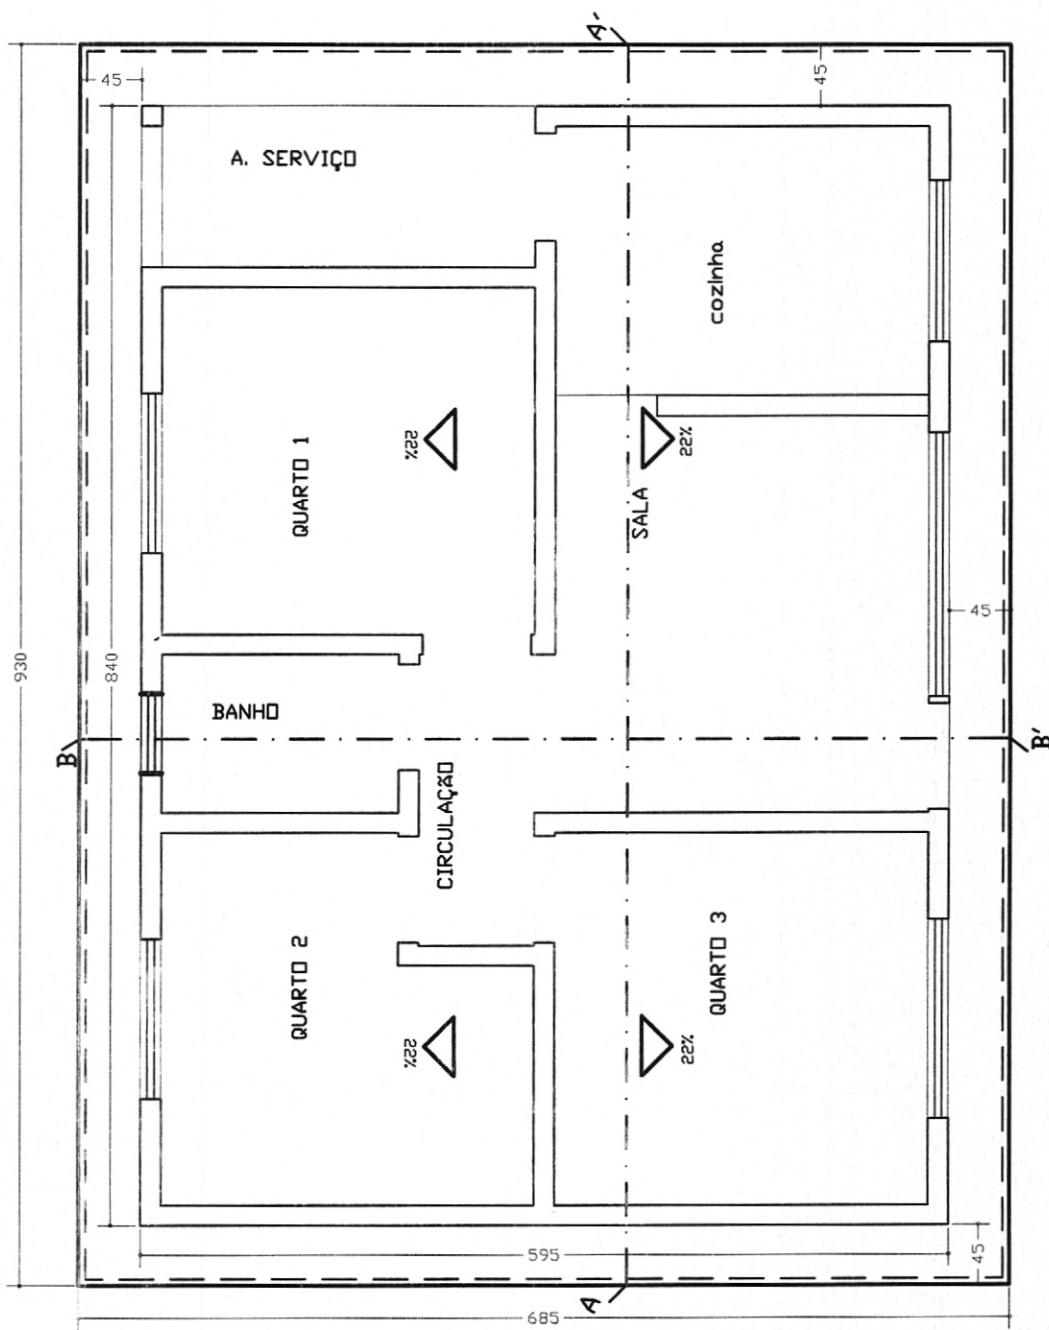 A'
45
45
A. SERVIÇO
cozinha
22%
22%
QUARTO 1
SALA
45
930
840
BANHO
B
B'
CIRCULAÇÃO
QUARTO 2
QUARTO 3
22%
22%
595
45
A
685